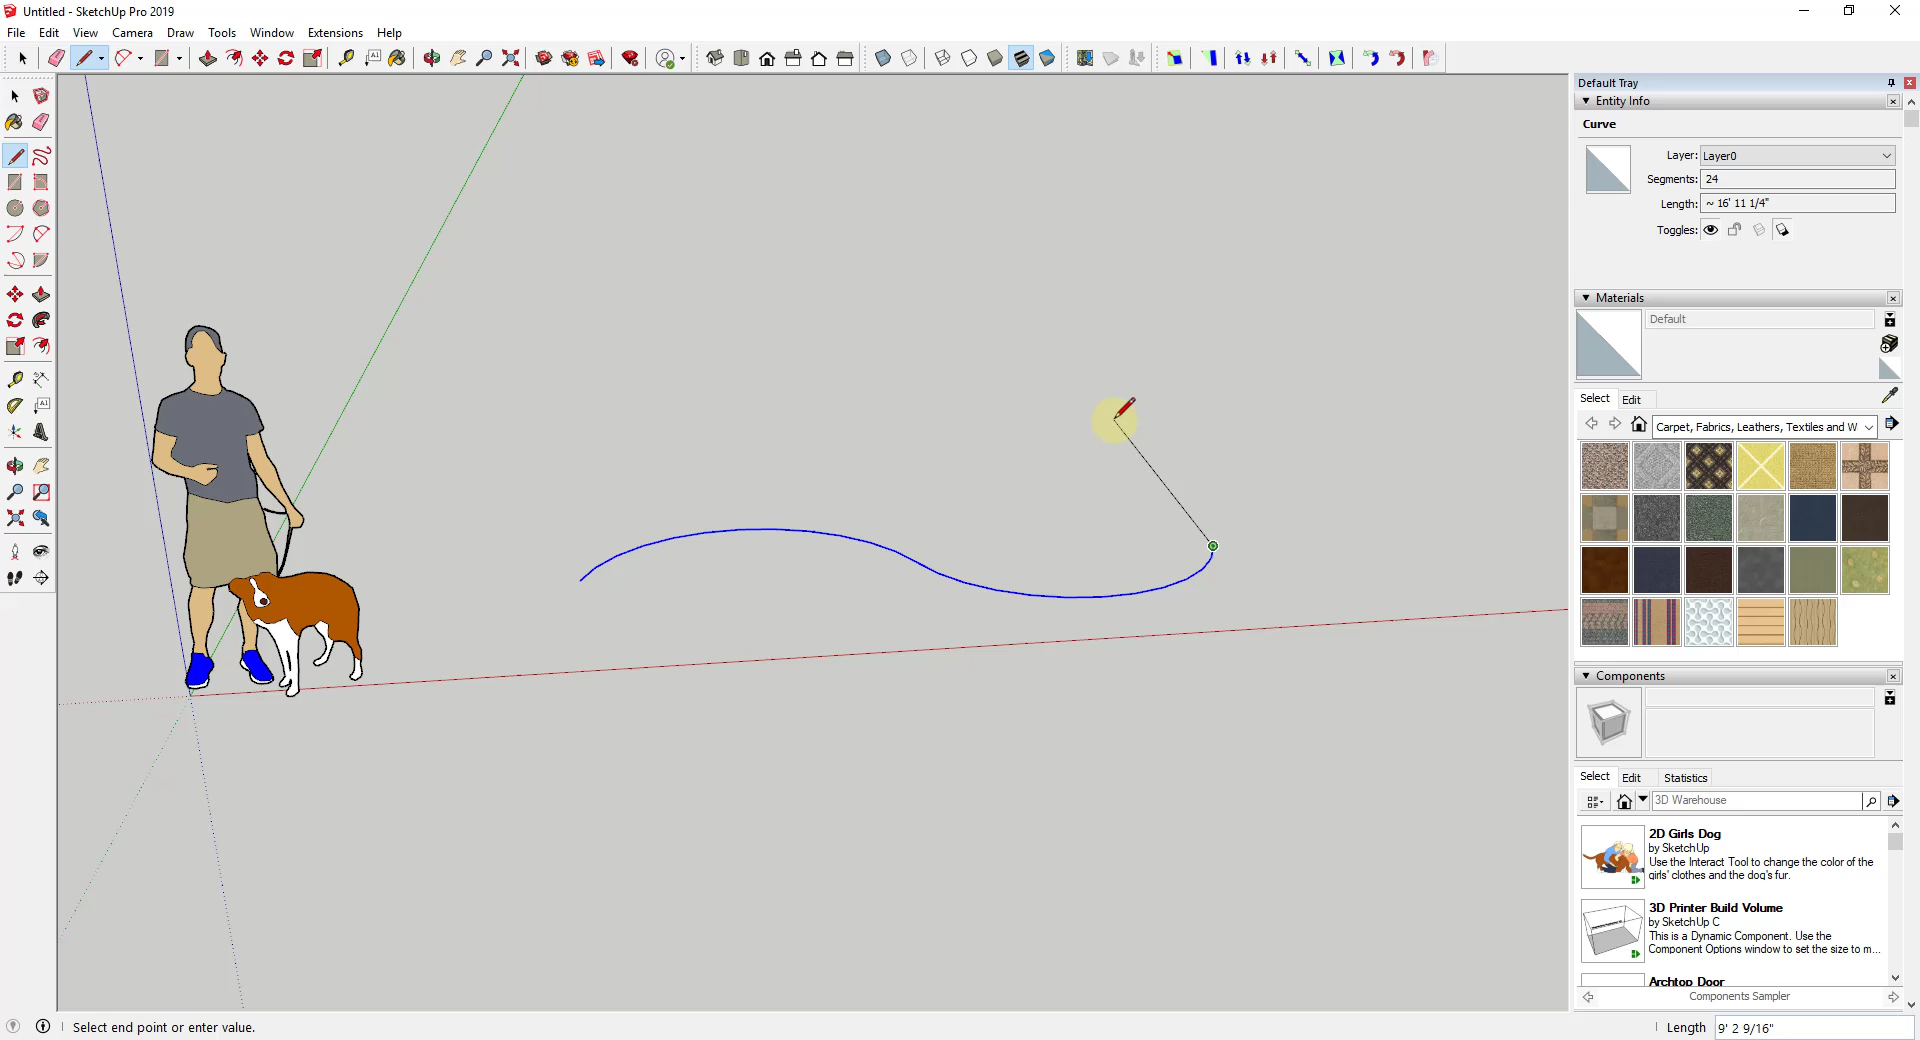 Untitled - SketchUp Pro 2019
File Edit View Camera Draw Tools Window Extensions Help
Default Tray
Entity Info
Curve
Layer: Layer0
Segments: 24
Length: ~ 16' 11 1/4"
Toggles:
Materials
Default
Select Edit
Carpet, Fabrics, Leathers, Textiles and W
Components
Select Edit Statistics
3D Warehouse
2D Girls Dog
by SketchUp
Use the Interact Tool to change the color of the
girls' clothes and the dog's fur.
3D Printer Build Volume
by SketchUp C
This is a Dynamic Component. Use the
Component Options window to set the size to m...
Archtop Door
Components Sampler
Select end point or enter value.
Length 9' 2 9/16"